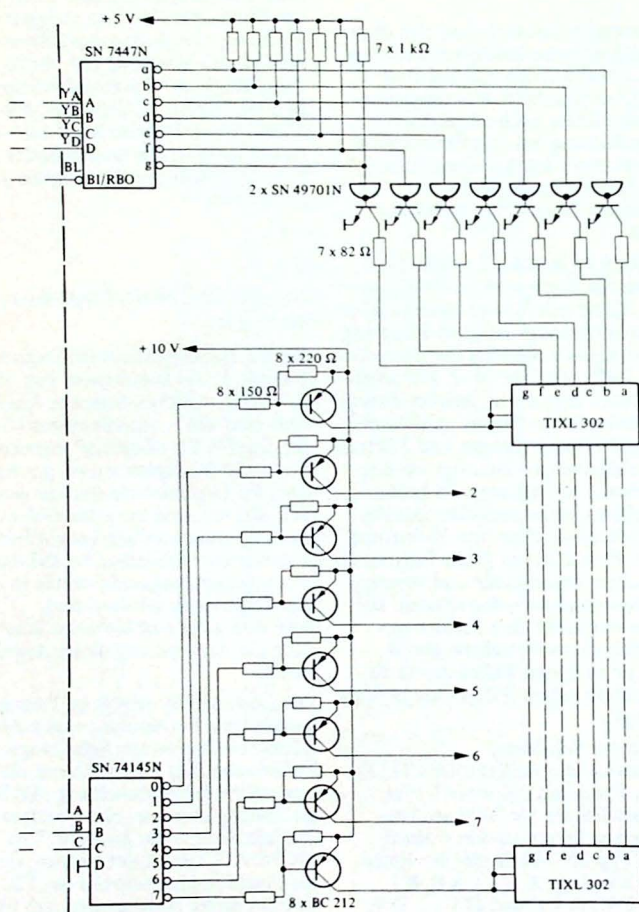 + 5 V
SN 7447N
7 x 1 kΩ
a
b
c
d
e
f
g
YA
YB
YC
YD
A
B
C
D
BL
BI/RBO
2 x SN 49701N
7 x 82 Ω
+ 10 V
8 x 220 Ω
8 x 150 Ω
g f e d c b a
TIXL 302
2
3
4
5
6
7
SN 74145N
A
B
C
A
B
C
0
1
2
3
4
5
6
7
8 x BC 212
g f e d c b a
TIXL 302